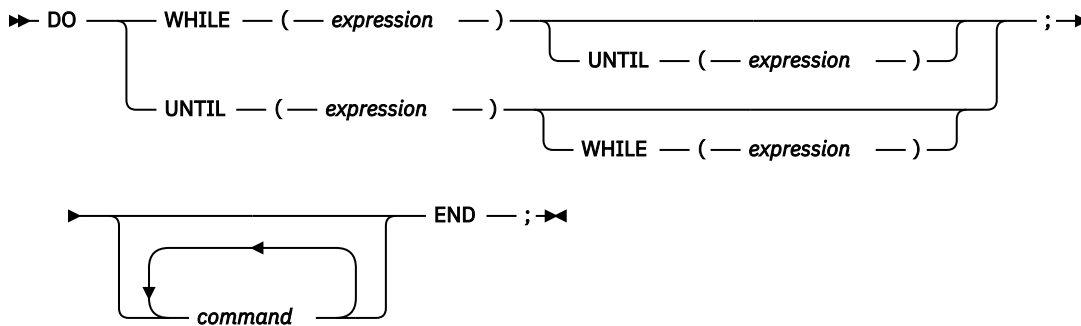 DO WHILE ( expression ) ;
UNTIL ( expression )
UNTIL ( expression )
WHILE ( expression )
END ;
command